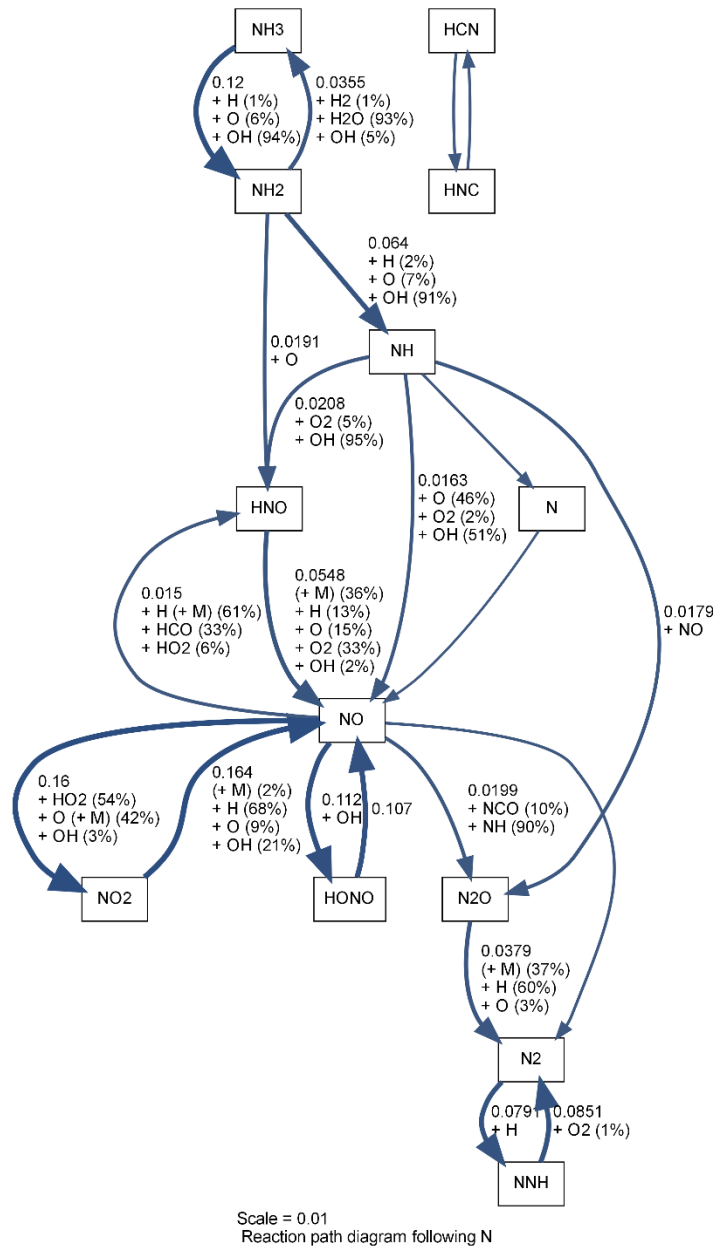 NH3
HCN
0.12
+ H (1%)
+ O (6%)
+ OH (94%)
0.0355
+ H2 (1%)
+ H2O (93%)
+ OH (5%)
NH2
HNC
0.064
+ H (2%)
+ O (7%)
+ OH (91%)
0.0191
+ O
NH
0.0208
+ O2 (5%)
+ OH (95%)
0.0163
+ O (46%)
+ O2 (2%)
+ OH (51%)
HNO
N
0.015
+ H (+ M) (61%)
+ HCO (33%)
+ HO2 (6%)
0.0548
(+ M) (36%)
+ H (13%)
+ O (15%)
+ O2 (33%)
+ OH (2%)
0.0179
+ NO
NO
0.16
+ HO2 (54%)
+ O (+ M) (42%)
+ OH (3%)
0.164
(+ M) (2%)
+ H (68%)
+ O (9%)
+ OH (21%)
0.112
+ OH
0.107
0.0199
+ NCO (10%)
+ NH (90%)
NO2
HONO
N2O
0.0379
(+ M) (37%)
+ H (60%)
+ O (3%)
N2
0.0791
+ H
0.0851
+ O2 (1%)
NNH
Scale = 0.01
Reaction path diagram following N